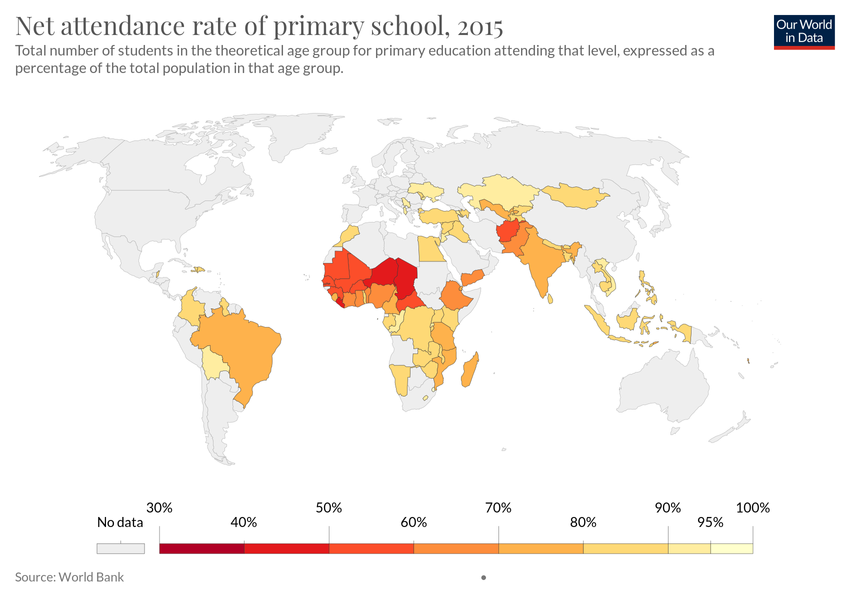 Net attendance rate of primary school, 2015
Our World
in Data
Total number of students in the theoretical age group for primary education attending that level, expressed as a
percentage of the total population in that age group.
30% 50% 70% 90% 100%
No data 40% 60% 80% 95%
Source: World Bank